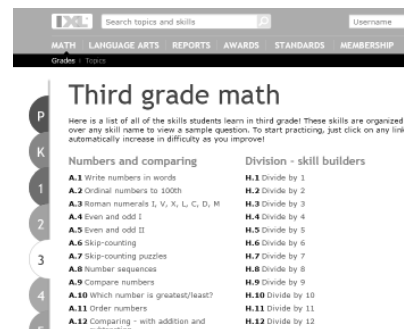 IXL
Search topics and skills
Username
MATH LANGUAGE ARTS REPORTS AWARDS STANDARDS MEMBERSHIP
Grades Topics
Third grade math
Here is a list of all of the skills students learn in third grade! These skills are organized
over any skill name to view a sample question. To start practicing, just click on any link
automatically increase in difficulty as you improve!
P
K
1
2
3
4
5
Numbers and comparing
A.1 Write numbers in words
A.2 Ordinal numbers to 100th
A.3 Roman numerals I, V, X, L, C, D, M
A.4 Even and odd I
A.5 Even and odd II
A.6 Skip-counting
A.7 Skip-counting puzzles
A.8 Number sequences
A.9 Compare numbers
A.10 Which number is greatest/least?
A.11 Order numbers
A.12 Comparing - with addition and
subtraction
Division - skill builders
H.1 Divide by 1
H.2 Divide by 2
H.3 Divide by 3
H.4 Divide by 4
H.5 Divide by 5
H.6 Divide by 6
H.7 Divide by 7
H.8 Divide by 8
H.9 Divide by 9
H.10 Divide by 10
H.11 Divide by 11
H.12 Divide by 12